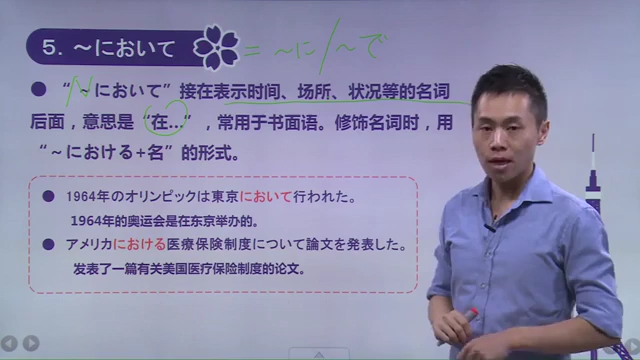 5. ～において = ～に/～で
N
● “～において”接在表示时间、场所、状况等的名词
后面，意思是“在…”，常用于书面语。修饰名词时，用
“～における+名”的形式。
● 1964年のオリンピックは東京において行われた。
1964年的奥运会是在东京举办的。
● アメリカにおける医療保険制度について論文を発表した。
发表了一篇有关美国医疗保险制度的论文。